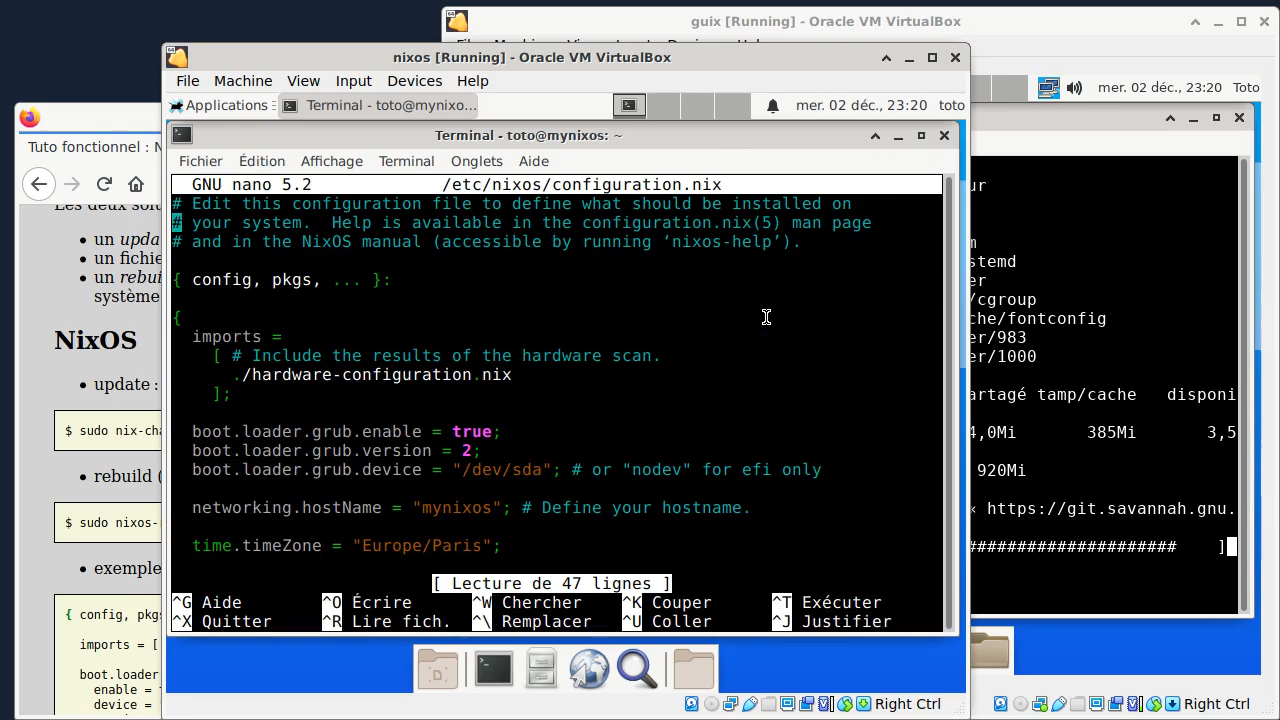 guix [Running] - Oracle VM VirtualBox
nixos [Running] - Oracle VM VirtualBox
File Machine View Input Devices Help
Applications
Terminal - toto@mynixo...
mer. 02 déc., 23:20 toto
mer. 02 déc., 23:20 Toto
Terminal - toto@mynixos: ~
Fichier Édition Affichage Terminal Onglets Aide
GNU nano 5.2 /etc/nixos/configuration.nix
# Edit this configuration file to define what should be installed on
# your system. Help is available in the configuration.nix(5) man page
# and in the NixOS manual (accessible by running ‘nixos-help’).
{ config, pkgs, ... }:
{
imports =
[ # Include the results of the hardware scan.
./hardware-configuration.nix
];
boot.loader.grub.enable = true;
boot.loader.grub.version = 2;
boot.loader.grub.device = "/dev/sda"; # or "nodev" for efi only
networking.hostName = "mynixos"; # Define your hostname.
time.timeZone = "Europe/Paris";
[ Lecture de 47 lignes ]
^G Aide ^O Écrire ^W Chercher ^K Couper ^T Exécuter
^X Quitter ^R Lire fich. ^\ Remplacer ^U Coller ^J Justifier
Right Ctrl
Tuto fonctionnel : N
Les deux
un upda
un fichie
un rebui
système
NixOS
update :
$ sudo nix-cha
rebuild (
$ sudo nixos-
exemple
{ config, pkg
imports = [
boot.loader
enable =
device =
ur
m
stemd
er
/cgroup
che/fontconfig
er/983
er/1000
artagé tamp/cache disponi
4,0Mi 385Mi 3,5
920Mi
https://git.savannah.gnu.
##################### ]
Right Ctrl